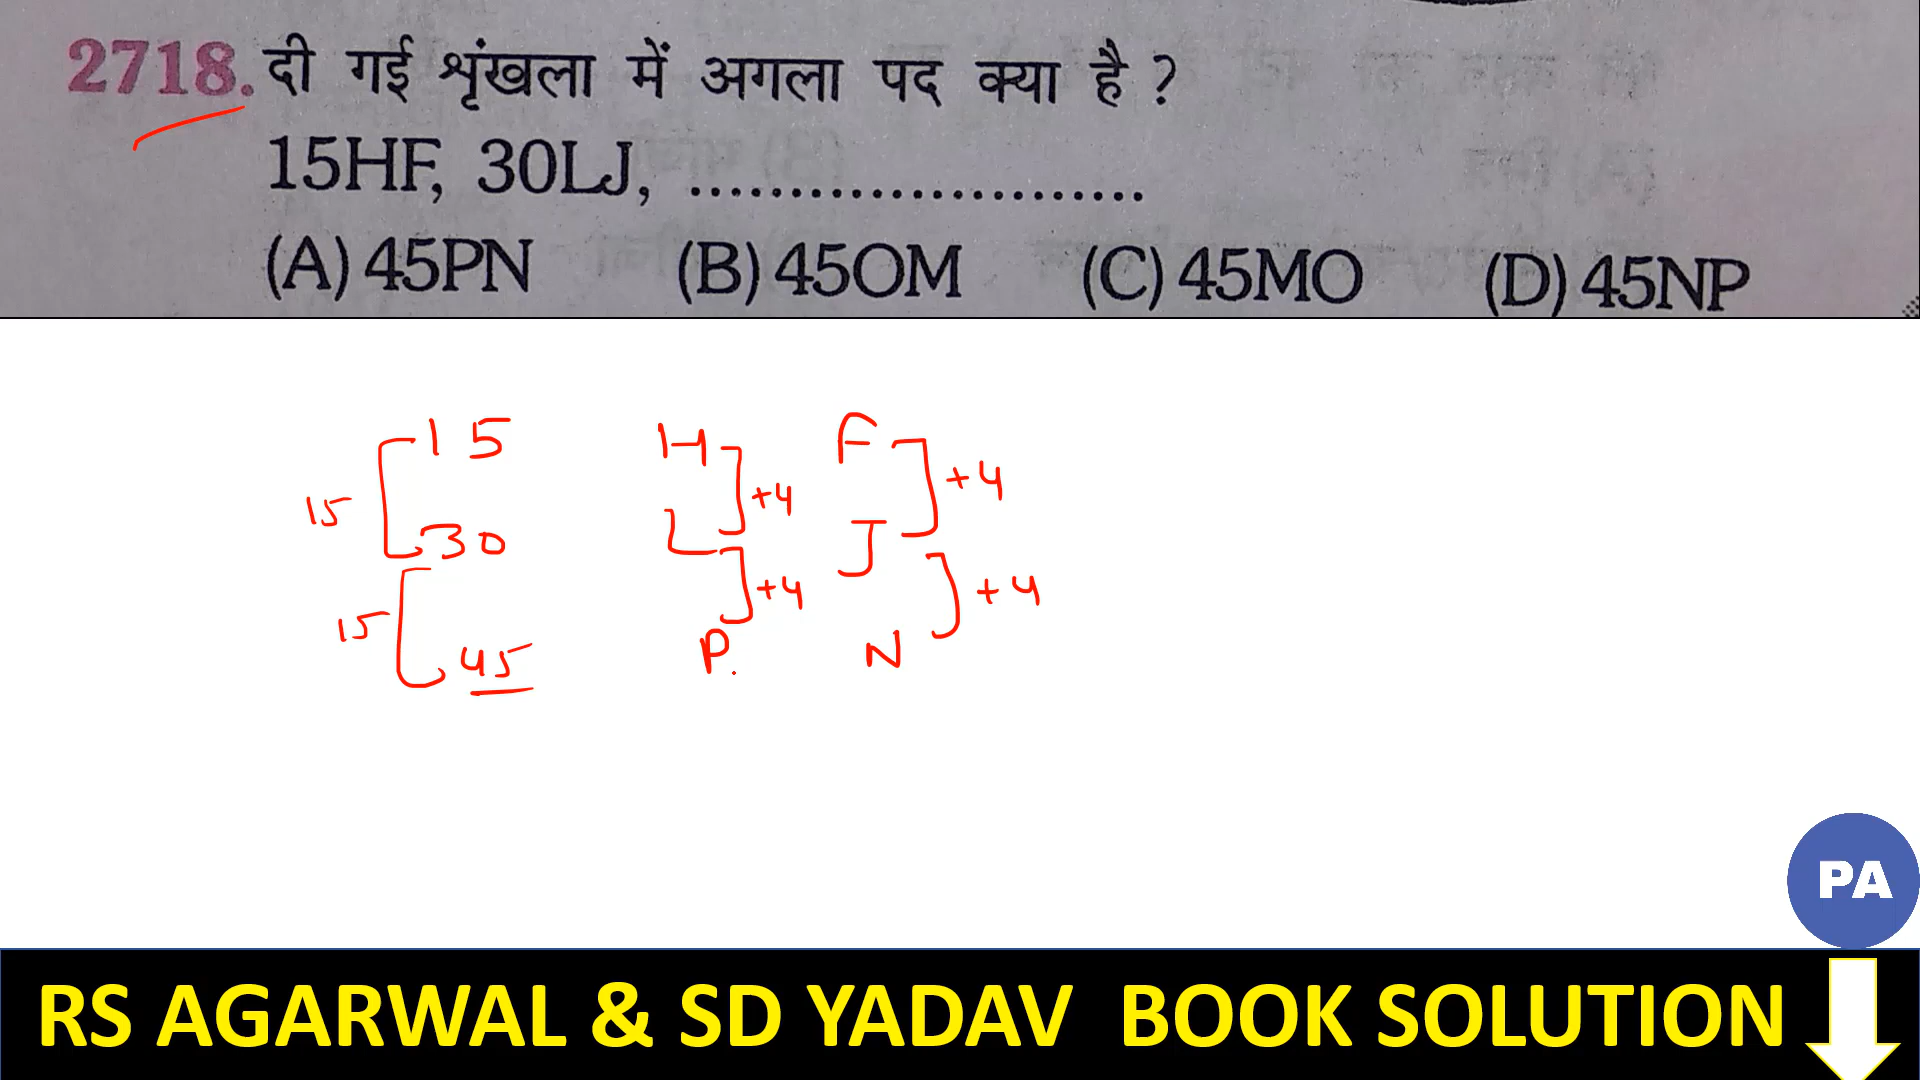 2718. दी गई श्रृंखला में अगला पद क्या है ?
15HF, 30LJ, .......................
(A) 45PN (B) 45OM (C) 45MO (D) 45NP
15 H F
15 +4 +4
30 L J
15 +4 +4
45 P. N
PA
RS AGARWAL & SD YADAV BOOK SOLUTION